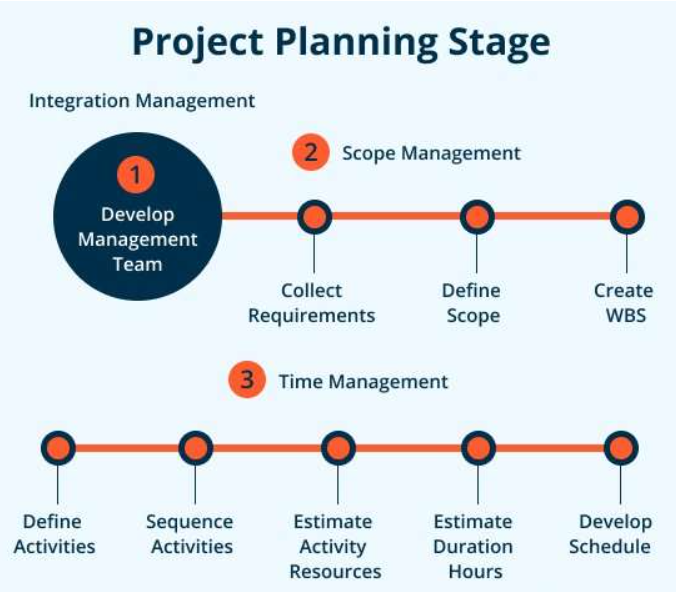 Project Planning Stage
Integration Management
1
Develop
Management
Team
2
Scope Management
Collect
Requirements
Define
Scope
Create
WBS
3
Time Management
Define
Activities
Sequence
Activities
Estimate
Activity
Resources
Estimate
Duration
Hours
Develop
Schedule